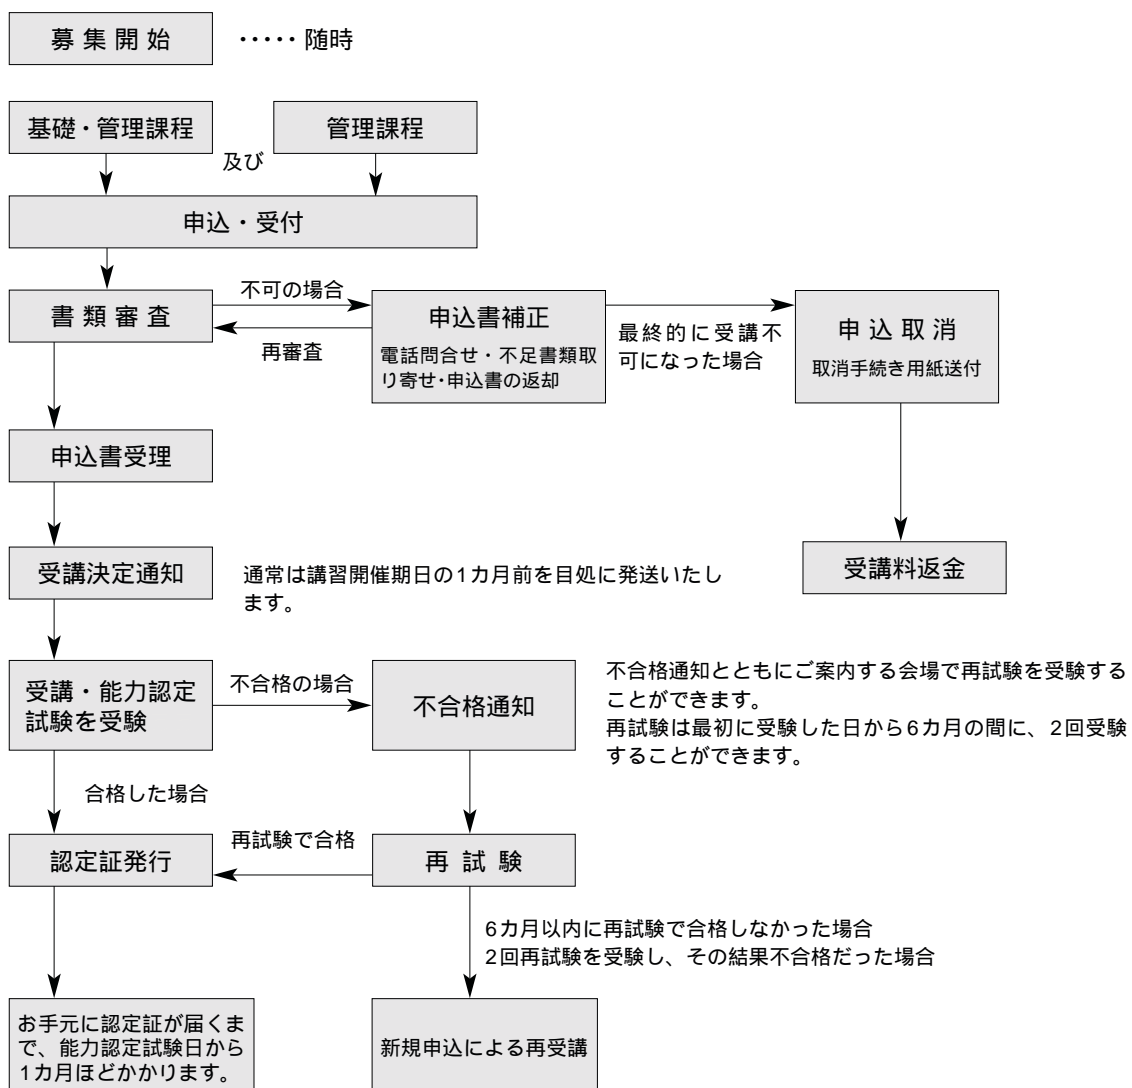 募集開始
・・・・・ 随時
基礎・管理課程
管理課程
及び
申込・受付
書類審査
不可の場合
再審査
申込書補正
電話問合せ・不足書類取
り寄せ・申込書の返却
最終的に受講不
可になった場合
申込取消
取消手続き用紙送付
申込書受理
受講料返金
受講決定通知
通常は講習開催期日の1カ月前を目処に発送いたし
ます。
受講・能力認定
試験を受験
不合格の場合
不合格通知
不合格通知とともにご案内する会場で再試験を受験する
ことができます。
再試験は最初に受験した日から6カ月の間に、2回受験
することができます。
合格した場合
認定証発行
再試験で合格
再試験
6カ月以内に再試験で合格しなかった場合
2回再試験を受験し、その結果不合格だった場合
お手元に認定証が届くま
で、能力認定試験日から
1カ月ほどかかります。
新規申込による再受講